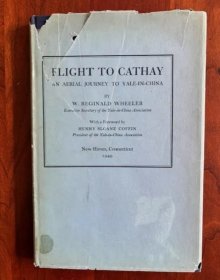 FLIGHT TO CATHAY
AN AERIAL JOURNEY TO YALE-IN-CHINA
BY
W. REGINALD WHEELER
Executive Secretary of the Yale-in-China Association
With a Foreword by
HENRY SLOANE COFFIN
President of the Yale-in-China Association
New Haven, Connecticut
1949